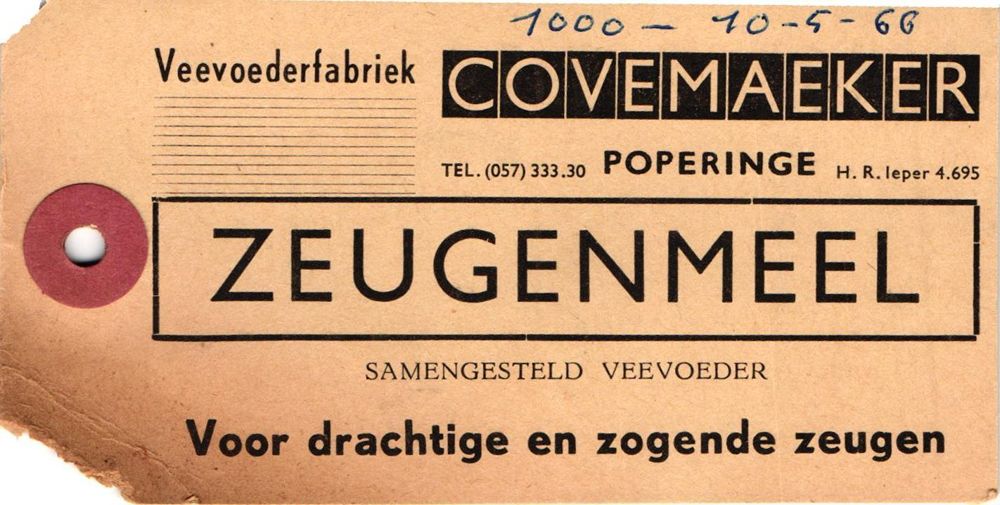 1000 - 10-5-66
Veevoederfabriek COVEMAEKER
TEL. (057) 333.30 POPERINGE H. R. Ieper 4.695
ZEUGENMEEL
SAMENGESTELD VEEVOEDER
Voor drachtige en zogende zeugen